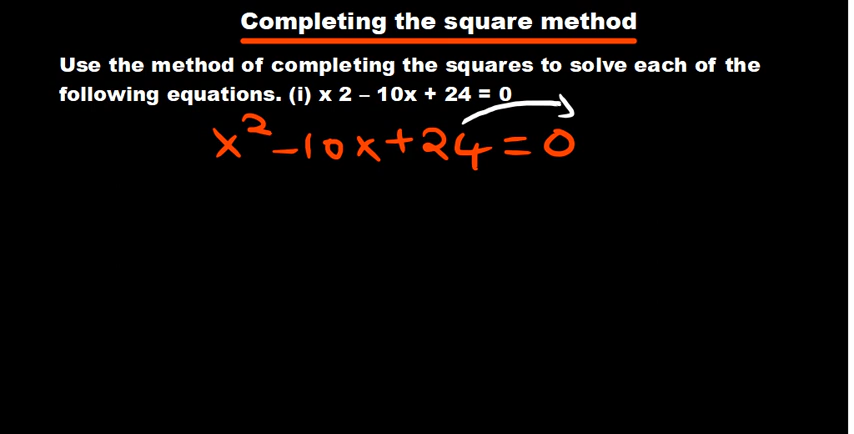 Completing the square method
Use the method of completing the squares to solve each of the
following equations. (i) x 2 – 10x + 24 = 0
x² - 10x + 24 = 0